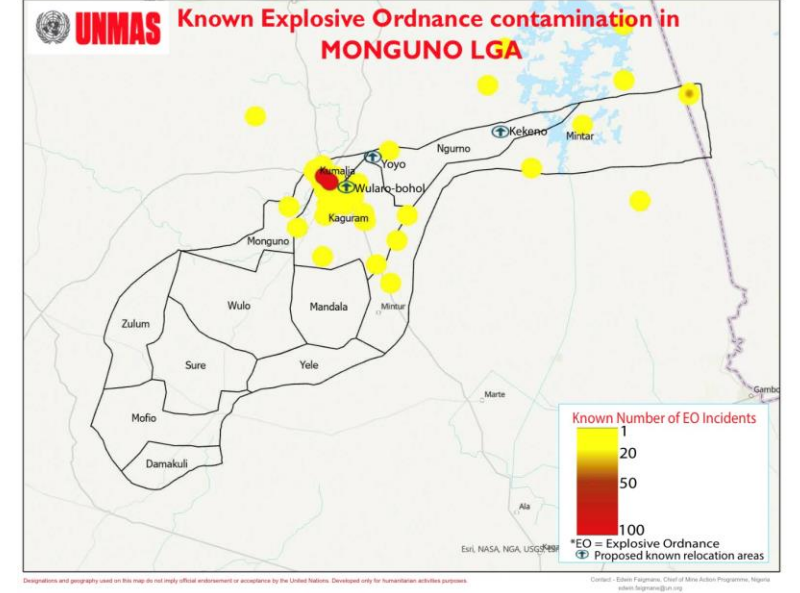 UNMAS
Known Explosive Ordnance contamination in
MONGUNO LGA
Kekeno
Mintar
Ngurno
Yoyo
Kumalia
Wularo-bohol
Kaguram
Monguno
Wulo
Mandala
Mintur
Zulum
Sure
Yele
Marte
Gambo
Mofio
Damakuli
Ala
Known Number of EO Incidents
1
20
50
100
*EO = Explosive Ordnance
Proposed known relocation areas
Esri, NASA, NGA, USGS
Designations and geography used on this map do not imply official endorsement or acceptance by the United Nations. Developed only for humanitarian activities purposes.
Contact - Edwin Faigmane, Chief of Mine Action Programme, Nigeria
edwin.faigmane@un.org